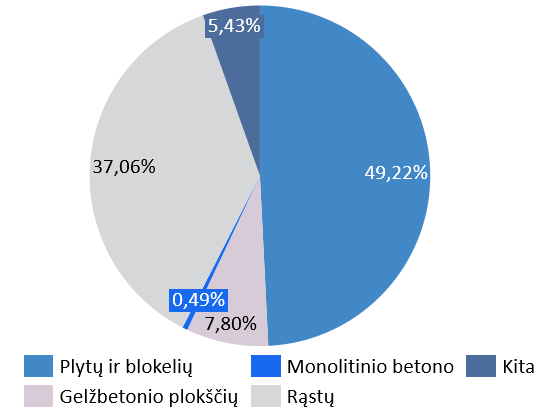 5,43%
37,06%
49,22%
0,49%
7,80%
Plytų ir blokelių
Monolitinio betono
Kita
Gelžbetonio plokščių
Rąstų